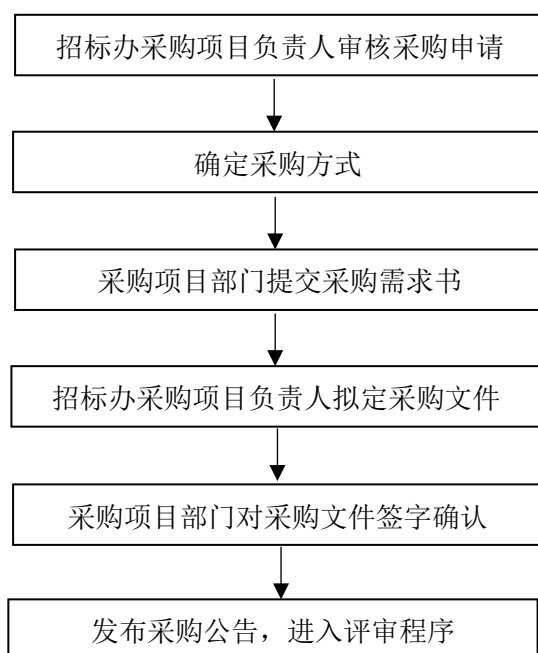 招标办采购项目负责人审核采购申请
确定采购方式
采购项目部门提交采购需求书
招标办采购项目负责人拟定采购文件
采购项目部门对采购文件签字确认
发布采购公告，进入评审程序